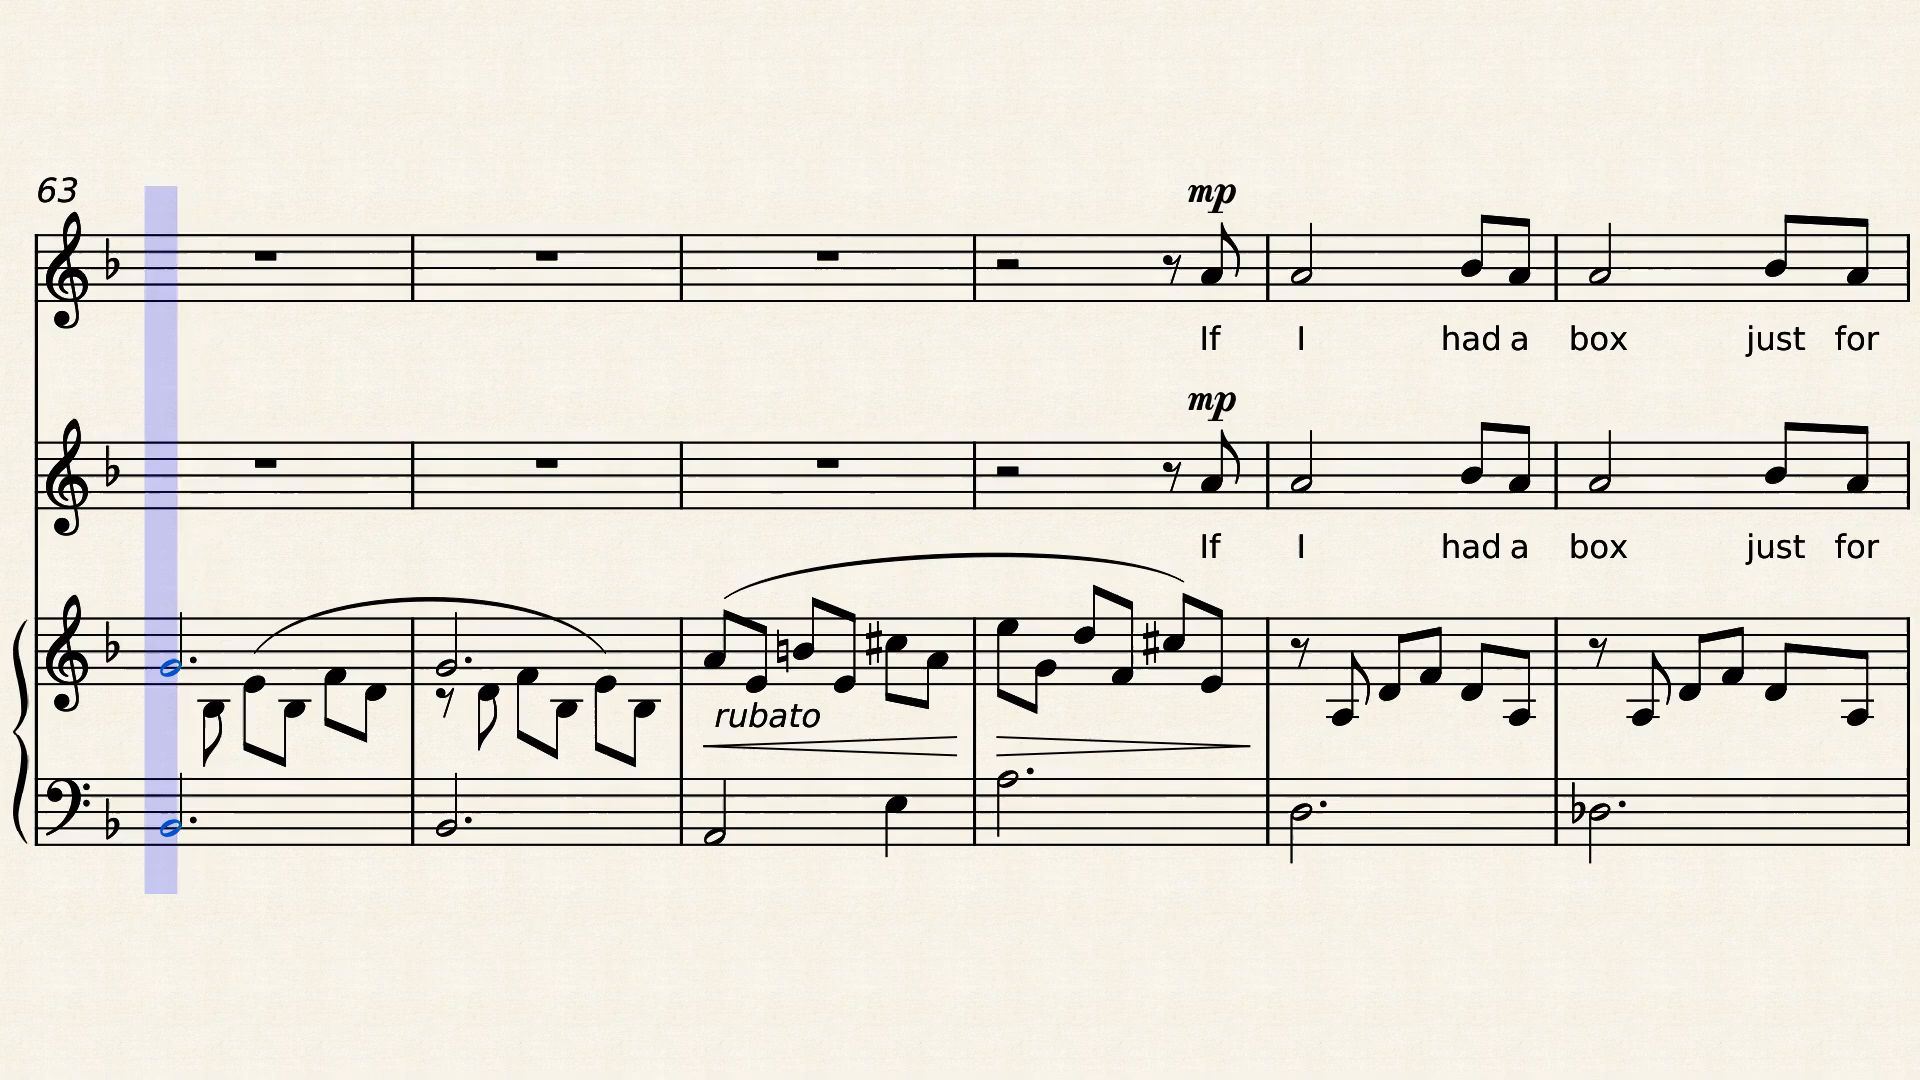 63
mp
If I had a box just for
mp
If I had a box just for
rubato